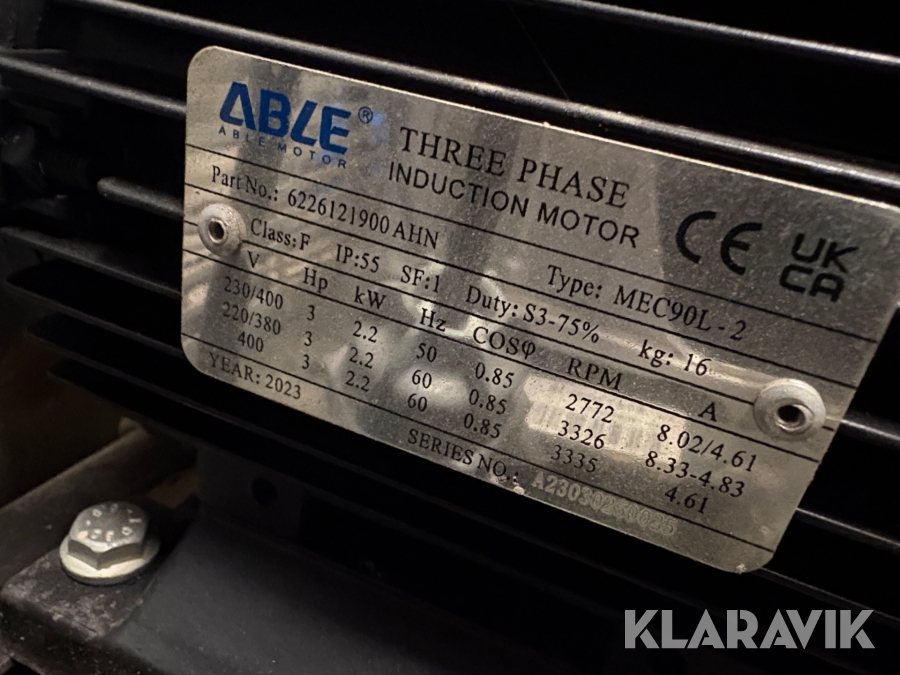 ABLE®
ABLE MOTOR
THREE PHASE
INDUCTION MOTOR
CE UK CA
Part No.: 6226121900 AHN Type: MEC90L - 2
Class: F IP:55 SF:1 Duty: S3-75% kg: 16
V Hp kW Hz COSφ RPM A
230/400 3 2.2 50 0.85 2772 8.02/4.61
220/380 3 2.2 60 0.85 3326 8.33-4.83
400 3 2.2 60 0.85 3335 4.61
YEAR: 2023 SERIES NO.:
KLARAVIK